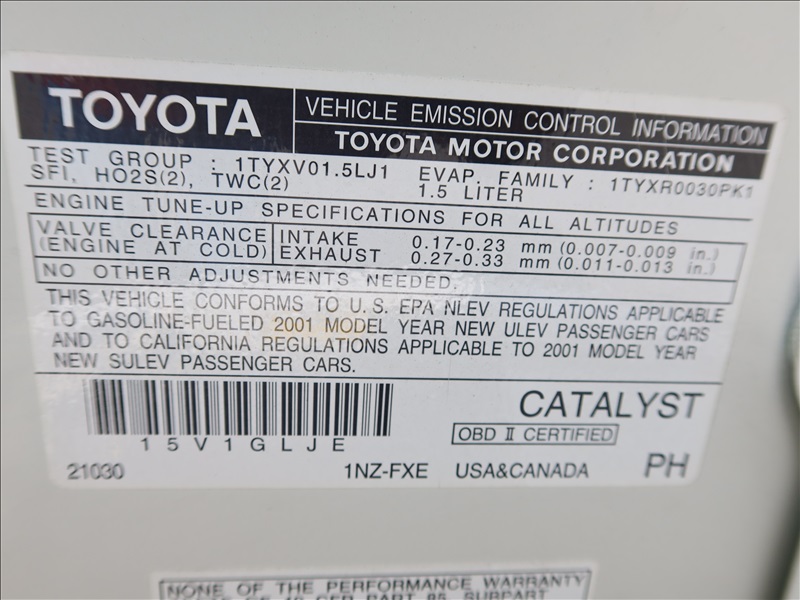 TOYOTA
VEHICLE EMISSION CONTROL INFORMATION
TOYOTA MOTOR CORPORATION
TEST GROUP : 1TYXV01.5LJ1 EVAP. FAMILY : 1TYXR0030PK1
SFI, HO2S(2), TWC(2) 1.5 LITER
ENGINE TUNE-UP SPECIFICATIONS FOR ALL ALTITUDES
VALVE CLEARANCE INTAKE 0.17-0.23 mm (0.007-0.009 in.)
(ENGINE AT COLD) EXHAUST 0.27-0.33 mm (0.011-0.013 in.)
NO OTHER ADJUSTMENTS NEEDED.
THIS VEHICLE CONFORMS TO U.S. EPA NLEV REGULATIONS APPLICABLE
TO GASOLINE-FUELED 2001 MODEL YEAR NEW ULEV PASSENGER CARS
AND TO CALIFORNIA REGULATIONS APPLICABLE TO 2001 MODEL YEAR
NEW SULEV PASSENGER CARS.
CATALYST
15V1GLJE OBD II CERTIFIED
21030 1NZ-FXE USA&CANADA PH
NONE OF THE PERFORMANCE WARRANTY
PART 85, SUBPART